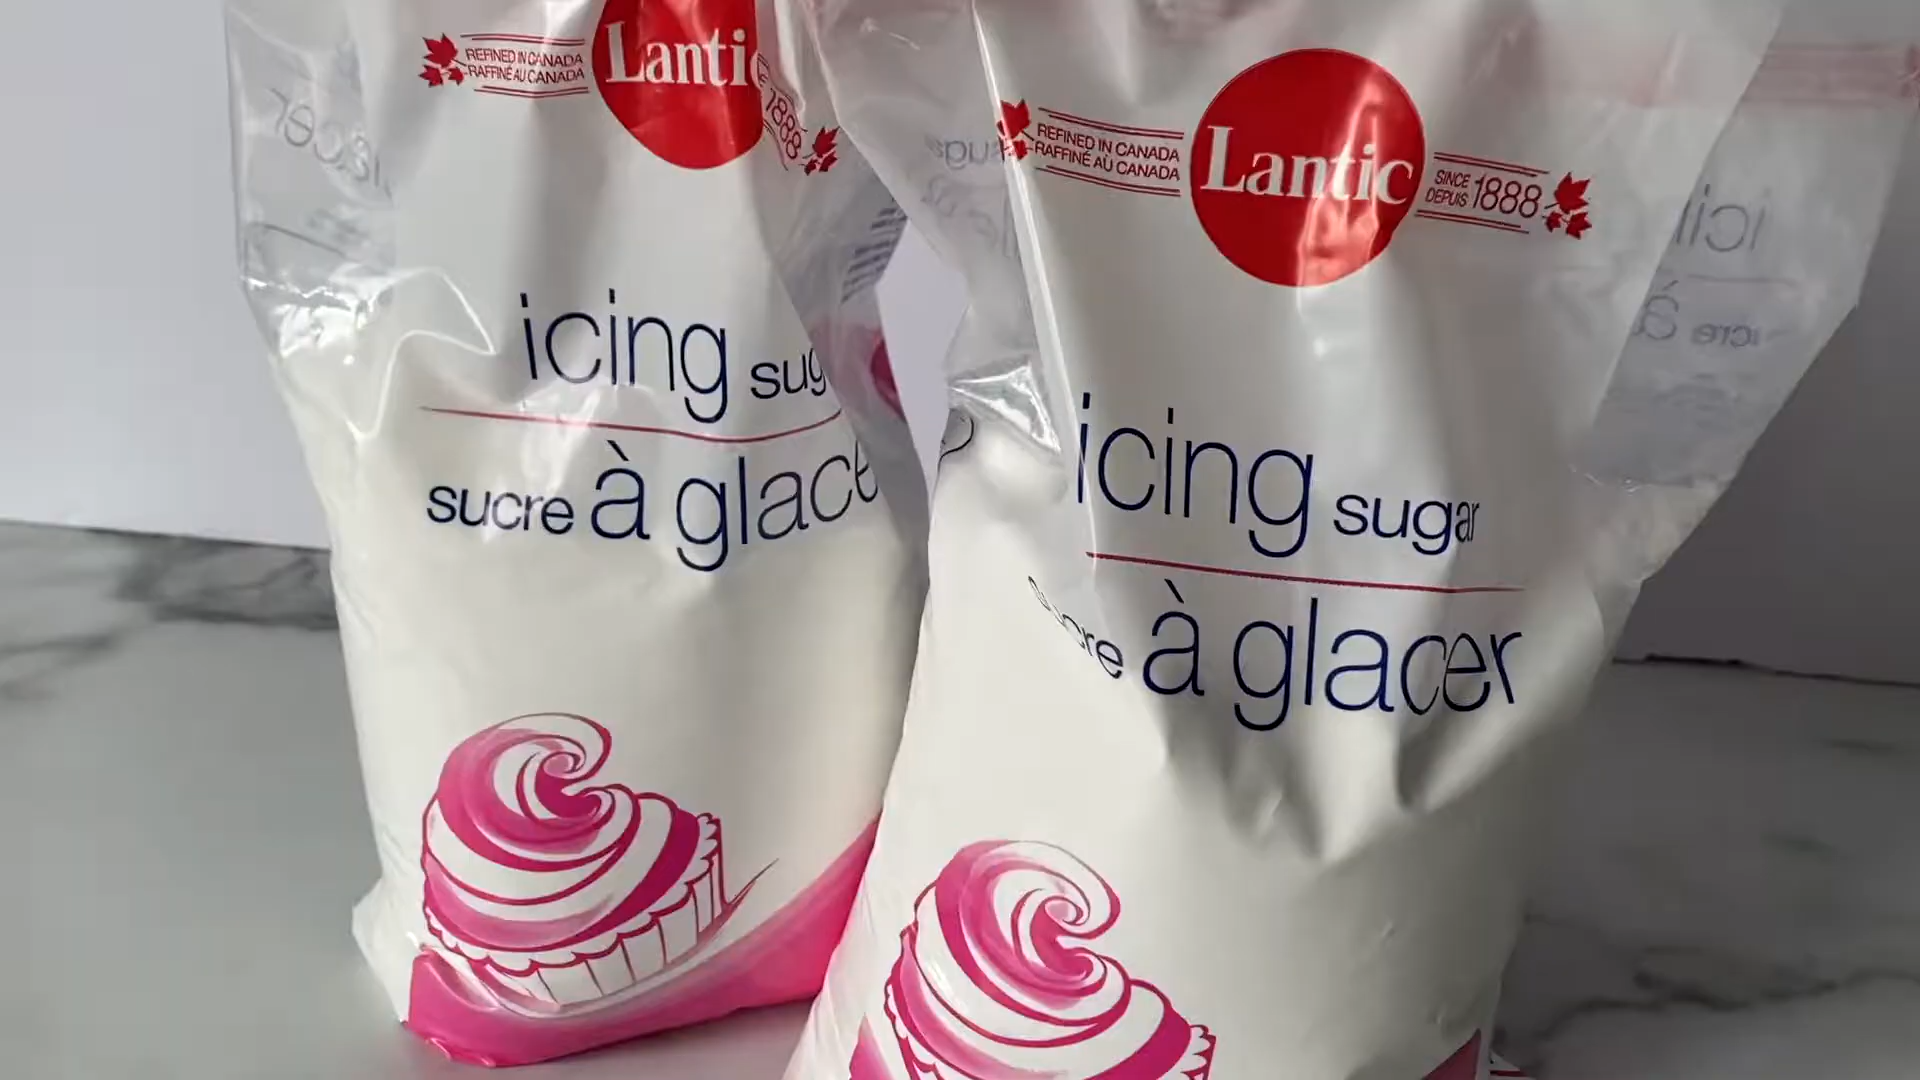 REFINED IN CANADA
RAFFINÉ AU CANADA
Lantic
1888
icing sug
sucre à glace
REFINED IN CANADA
RAFFINÉ AU CANADA
Lantic
SINCE
DEPUIS 1888
icing sugar
sucre à glacer